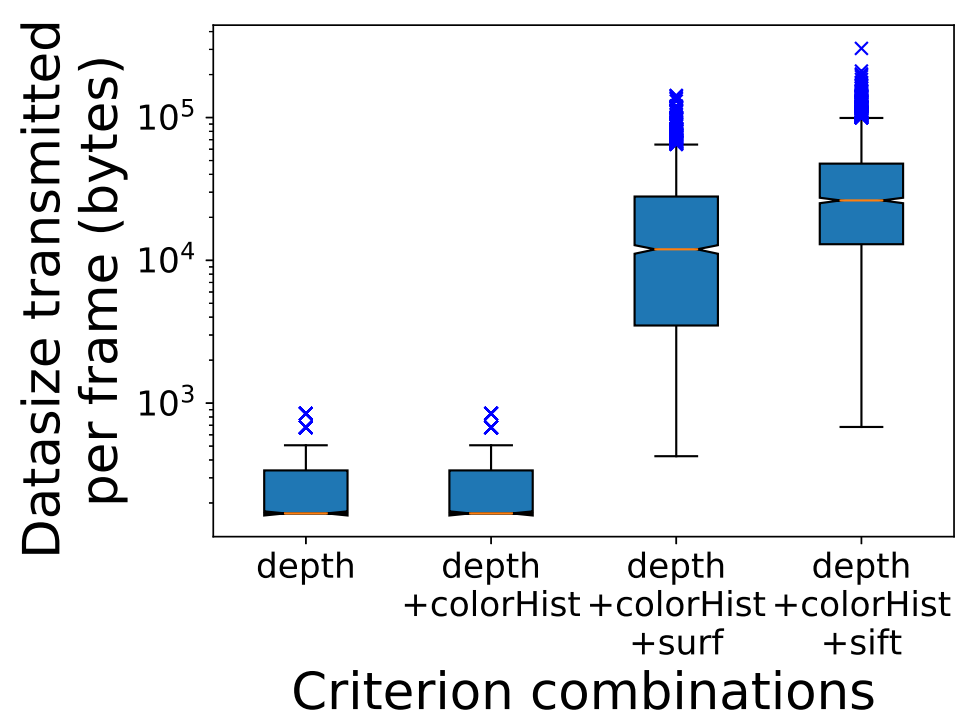 Datasize transmitted
per frame (bytes)
10^5
10^4
10^3
depth
depth
+colorHist
depth
+colorHist
+surf
depth
+colorHist
+sift
Criterion combinations